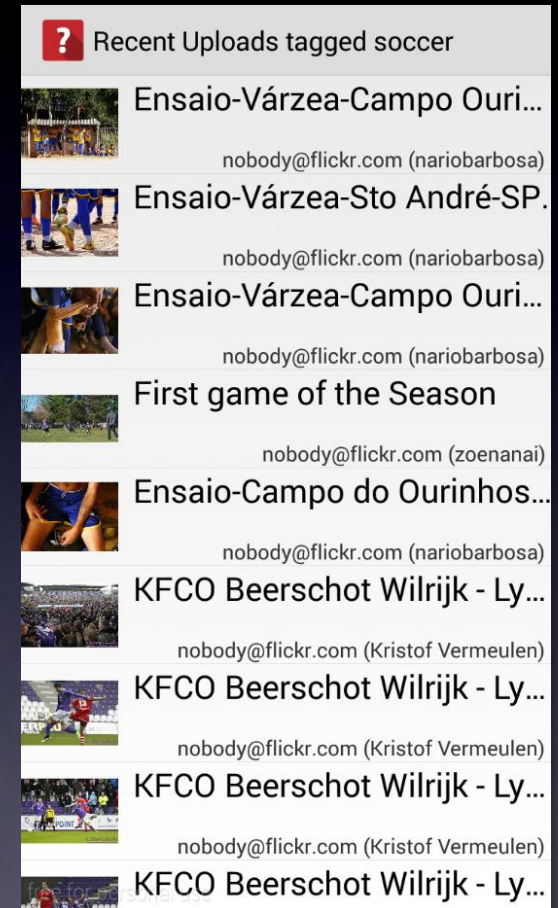 ? Recent Uploads tagged soccer
Ensaio-Várzea-Campo Ouri...
nobody@flickr.com (nariobarbosa)
Ensaio-Várzea-Sto André-SP.
nobody@flickr.com (nariobarbosa)
Ensaio-Várzea-Campo Ouri...
nobody@flickr.com (nariobarbosa)
First game of the Season
nobody@flickr.com (zoenanai)
Ensaio-Campo do Ourinhos...
nobody@flickr.com (nariobarbosa)
KFCO Beerschot Wilrijk - Ly...
nobody@flickr.com (Kristof Vermeulen)
KFCO Beerschot Wilrijk - Ly...
nobody@flickr.com (Kristof Vermeulen)
KFCO Beerschot Wilrijk - Ly...
nobody@flickr.com (Kristof Vermeulen)
KFCO Beerschot Wilrijk - Ly...
free for personal use